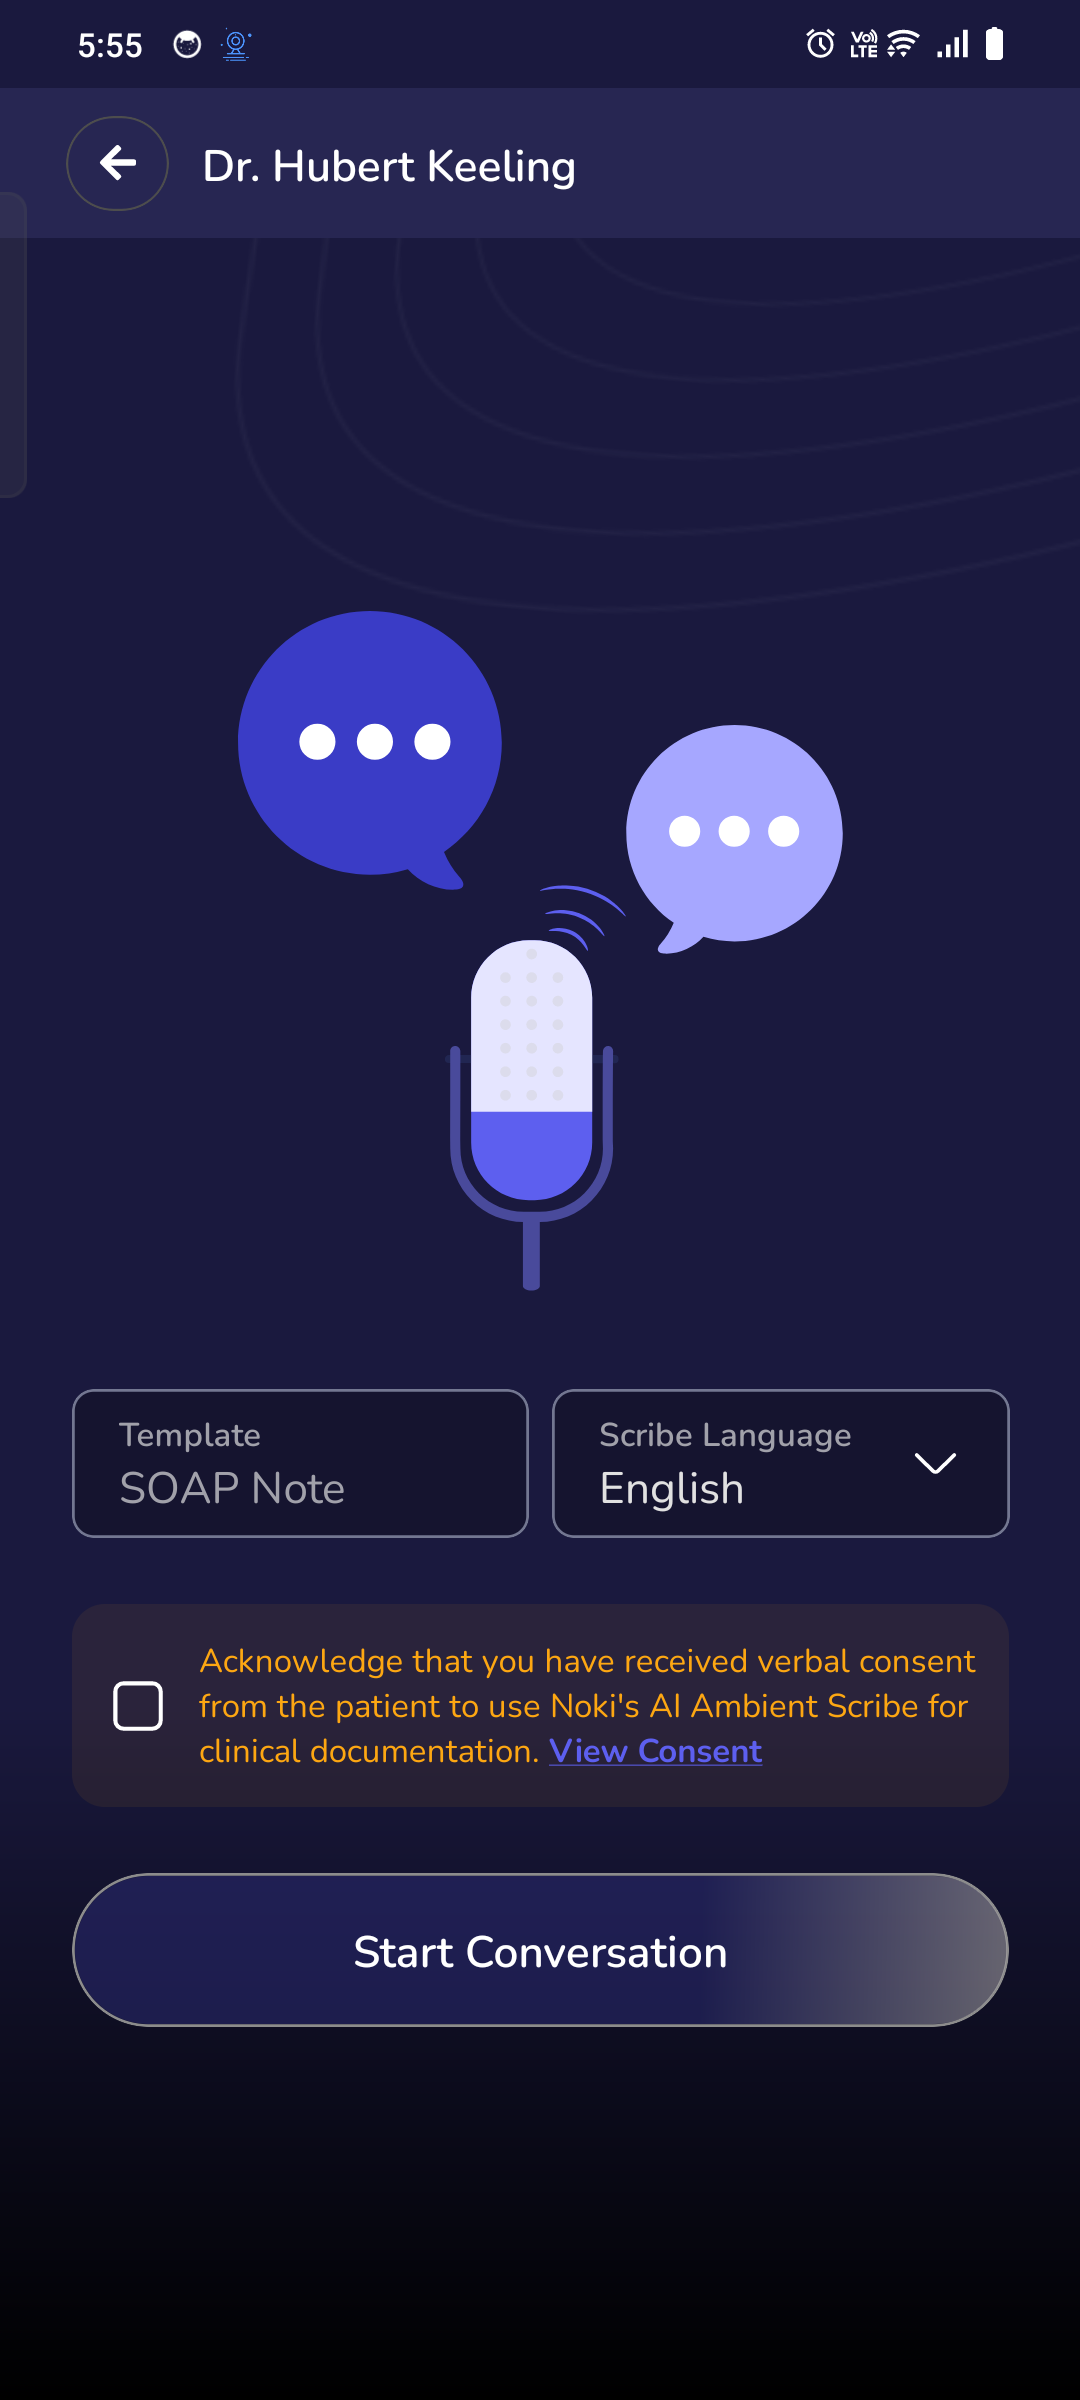 5:55
Vo) LTE
Dr. Hubert Keeling
Template
SOAP Note
Scribe Language
English
Acknowledge that you have received verbal consent
from the patient to use Noki's AI Ambient Scribe for
clinical documentation. View Consent
Start Conversation